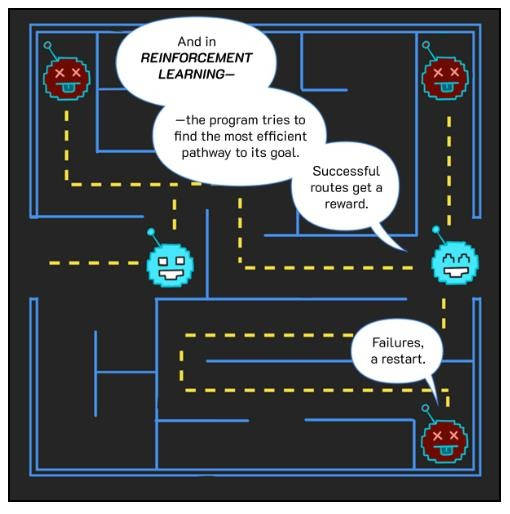 And in
REINFORCEMENT
LEARNING—
—the program tries to
find the most efficient
pathway to its goal.
Successful
routes get a
reward.
Failures,
a restart.